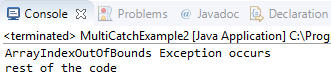 Console Problems @ Javadoc Declaration
<terminated> MultiCatchExample2 [Java Application] C:\Prog
ArrayIndexOutOfBounds Exception occurs
rest of the code